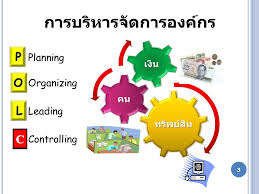 การบริหารจัดการองค์กร
P Planning
O Organizing
L Leading
C Controlling
เงิน
คน
ทรัพย์สิน
3